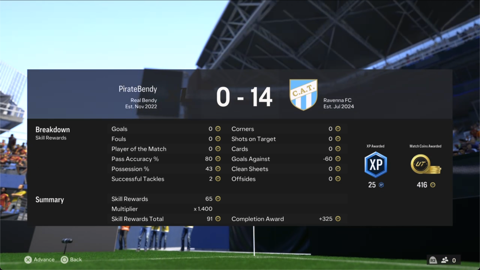 PirateBendy
Real Bendy
Est. Nov 2022
0 - 14
C.A.T.
Ravenna FC
Est. Jul 2024
Breakdown
Skill Rewards
Goals 0 Corners 0
Fouls 0 Shots on Target 0
Player of the Match 0 Cards 0
Pass Accuracy % 80 Goals Against -60
Possession % 43 Clean Sheets 0
Successful Tackles 2 Offsides 0
XP Awarded
XP
25
Match Coins Awarded
UT
416
Summary
Skill Rewards 65
Multiplier x 1.400
Skill Rewards Total 91 Completion Award +325
Advance Back
0